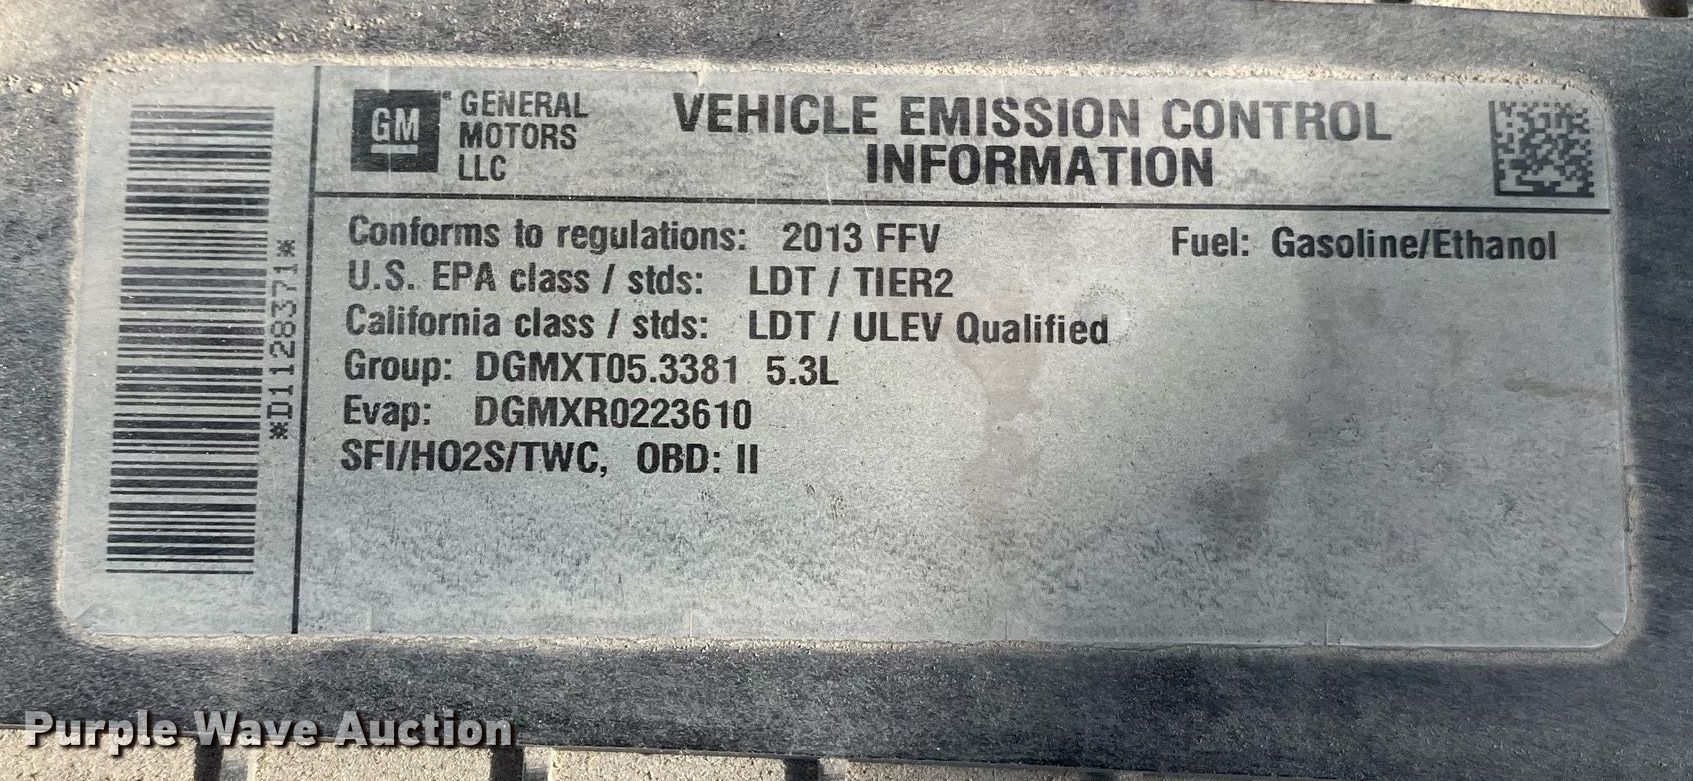 *D1128371*
GM
GENERAL
MOTORS
LLC
VEHICLE EMISSION CONTROL
INFORMATION
Conforms to regulations: 2013 FFV Fuel: Gasoline/Ethanol
U.S. EPA class / stds: LDT / TIER2
California class / stds: LDT / ULEV Qualified
Group: DGMXT05.3381 5.3L
Evap: DGMXR0223610
SFI/HO2S/TWC, OBD: II
Purple Wave Auction